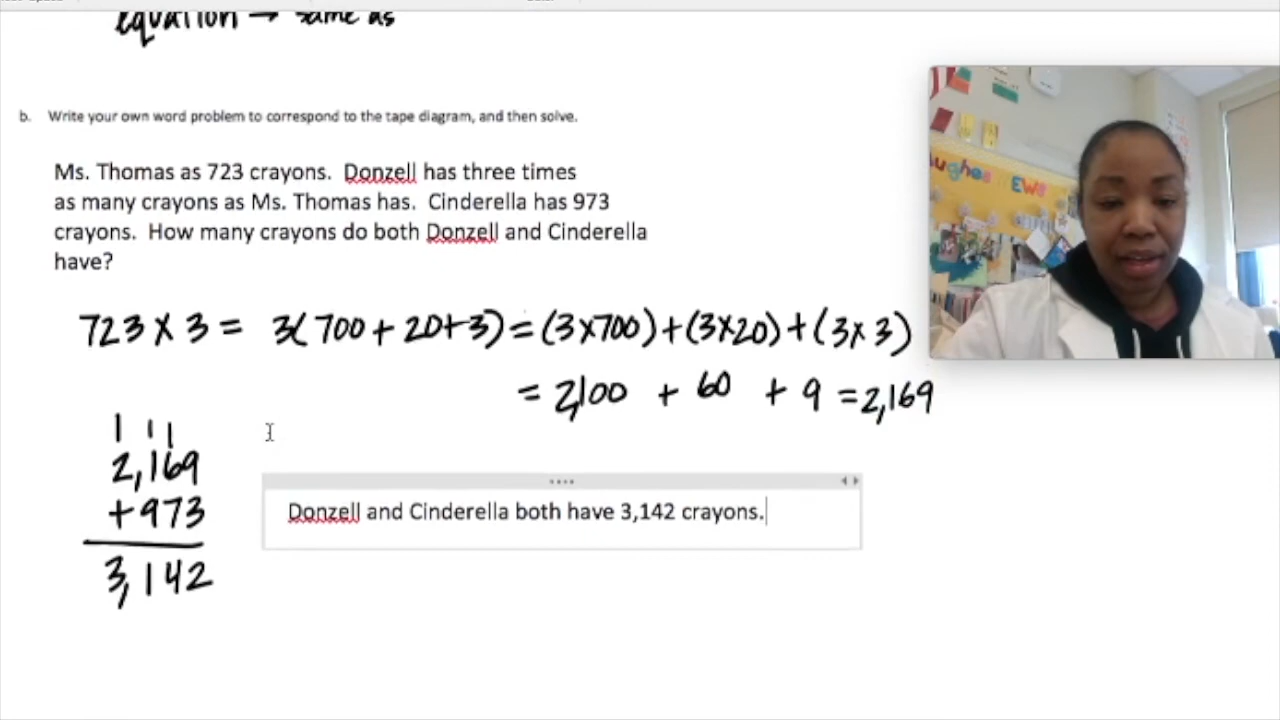 equation → same as
b. Write your own word problem to correspond to the tape diagram, and then solve.
Ms. Thomas as 723 crayons. Donzell has three times
as many crayons as Ms. Thomas has. Cinderella has 973
crayons. How many crayons do both Donzell and Cinderella
have?
723 x 3 = 3(700 + 20+3) = (3x700)+(3x20)+(3x3)
= 2,100 + 60 + 9 = 2,169
1 1 1
2,169
+973
3,142
Donzell and Cinderella both have 3,142 crayons.